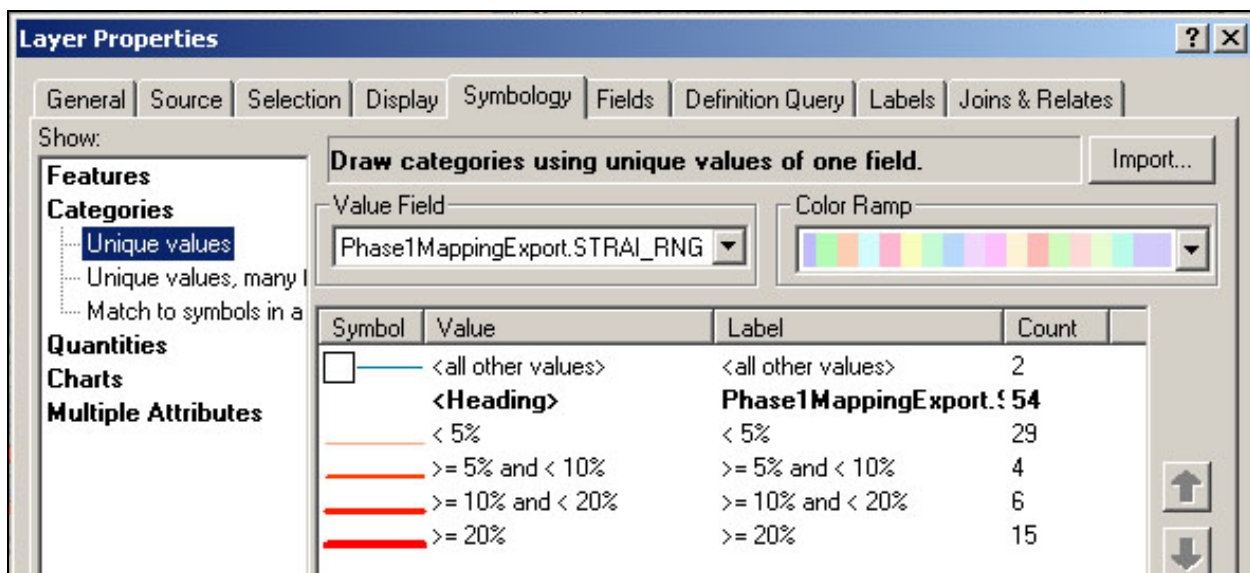 Layer Properties
General Source Selection Display Symbology Fields Definition Query Labels Joins & Relates
Show:
Features
Categories
Unique values
Unique values, many
Match to symbols in a
Quantities
Charts
Multiple Attributes
Draw categories using unique values of one field.
Import...
Value Field
Phase1MappingExport.STRAI_RNG
Color Ramp
Symbol Value Label Count
<all other values> <all other values> 2
<Heading> Phase1MappingExport. 54
< 5% < 5% 29
>= 5% and < 10% >= 5% and < 10% 4
>= 10% and < 20% >= 10% and < 20% 6
>= 20% >= 20% 15